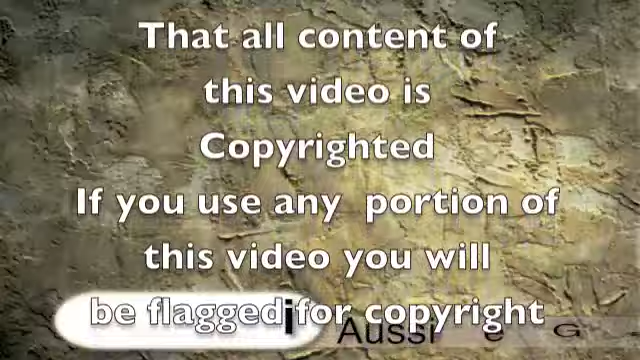 That all content of
this video is
Copyrighted
If you use any portion of
this video you will
be flagged for copyright
i Aussi e G